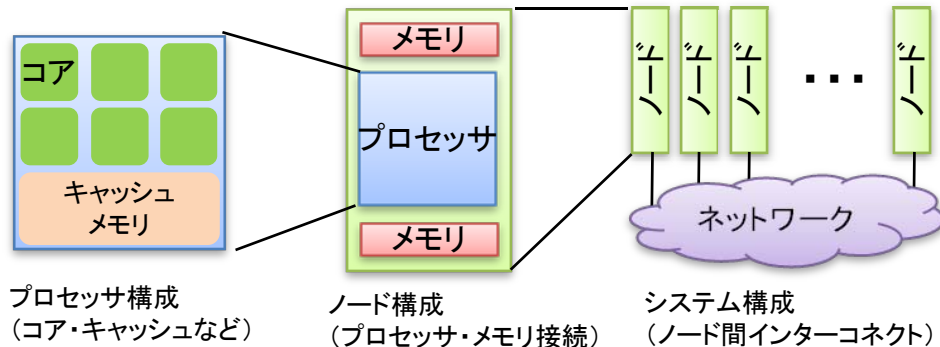 コア
キャッシュ
メモリ
プロセッサ構成
（コア・キャッシュなど）
メモリ
プロセッサ
メモリ
ノード構成
（プロセッサ・メモリ接続）
ノード
ノード
ノード
・・・
ノード
ネットワーク
システム構成
（ノード間インターコネクト）